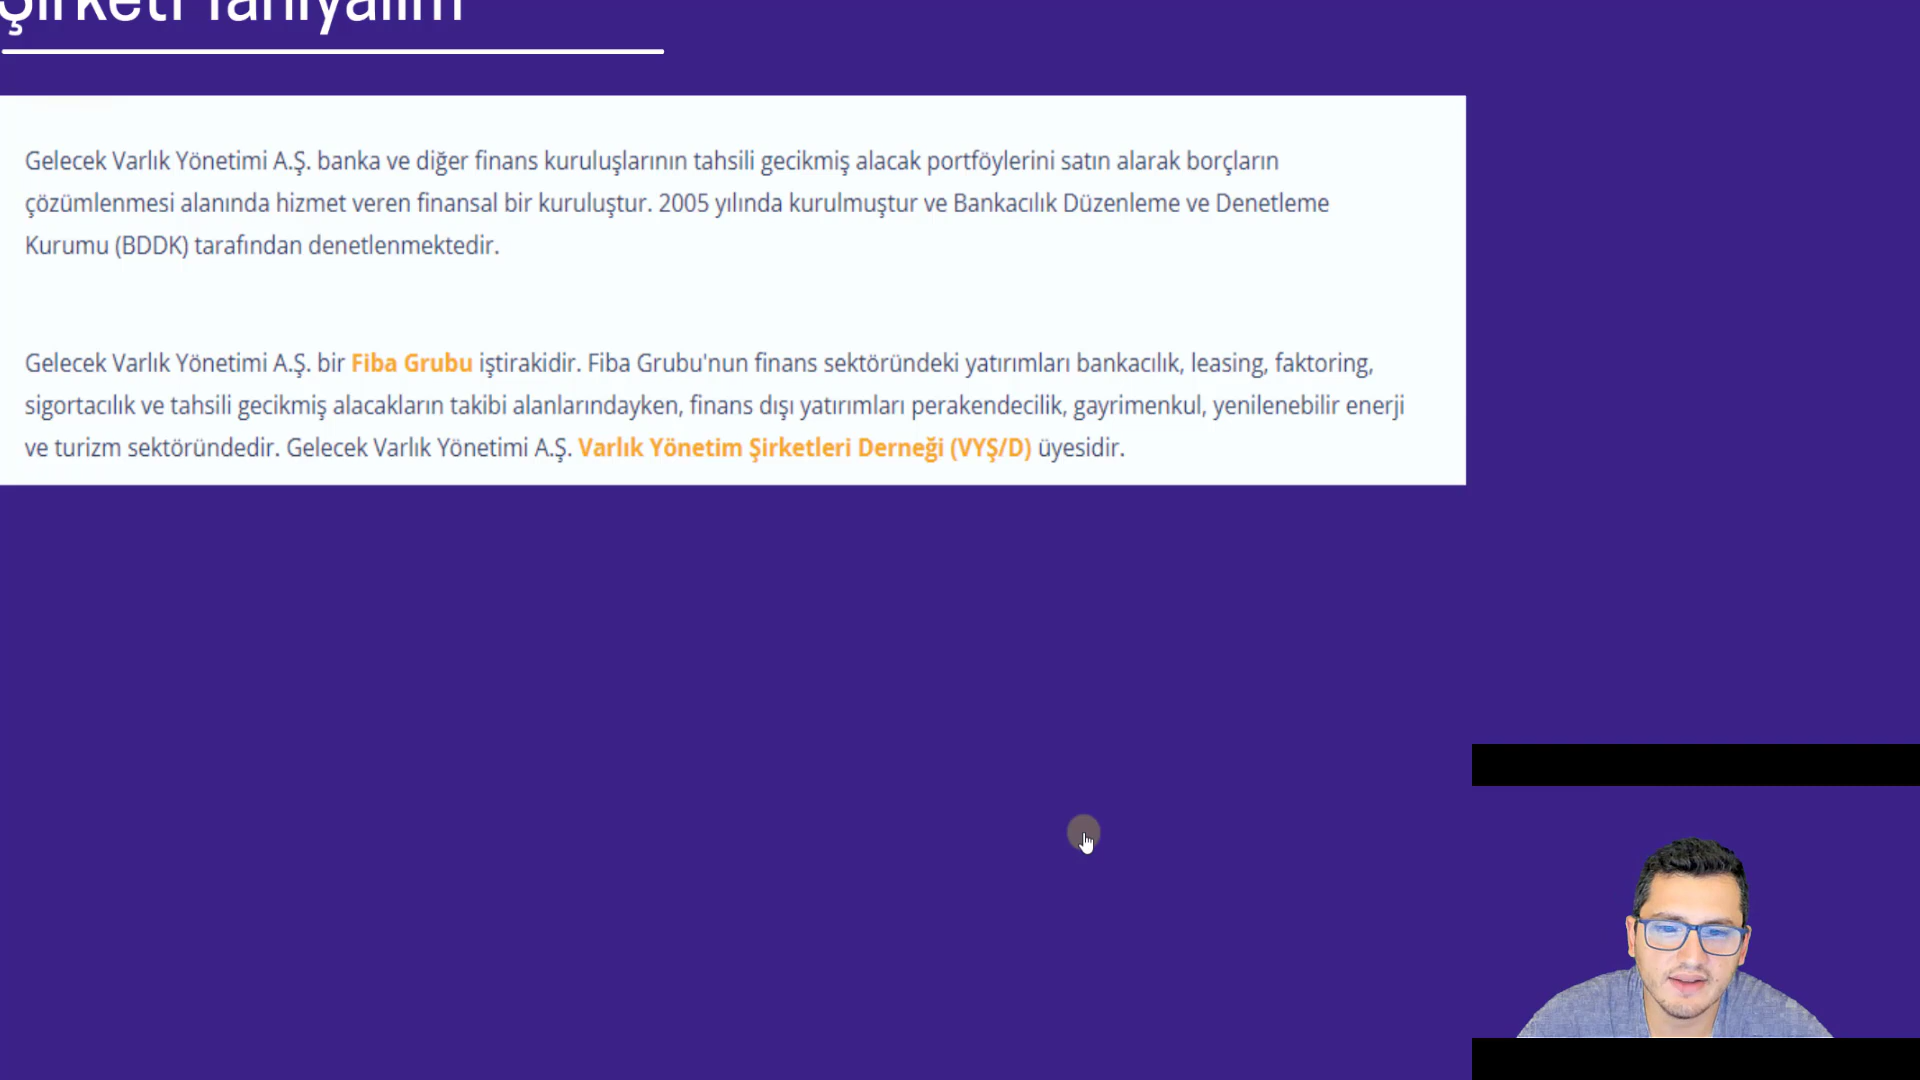 Şirketi Tanıyalım
Gelecek Varlık Yönetimi A.Ş. banka ve diğer finans kuruluşlarının tahsili gecikmiş alacak portföylerini satın alarak borçların
çözümlenmesi alanında hizmet veren finansal bir kuruluştur. 2005 yılında kurulmuştur ve Bankacılık Düzenleme ve Denetleme
Kurumu (BDDK) tarafından denetlenmektedir.
Gelecek Varlık Yönetimi A.Ş. bir Fiba Grubu iştirakidir. Fiba Grubu'nun finans sektöründeki yatırımları bankacılık, leasing, faktoring,
sigortacılık ve tahsili gecikmiş alacakların takibi alanlarındayken, finans dışı yatırımları perakendecilik, gayrimenkul, yenilenebilir enerji
ve turizm sektöründedir. Gelecek Varlık Yönetimi A.Ş. Varlık Yönetim Şirketleri Derneği (VYŞ/D) üyesidir.